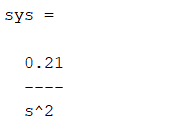 sys =
0.21
----
s^2